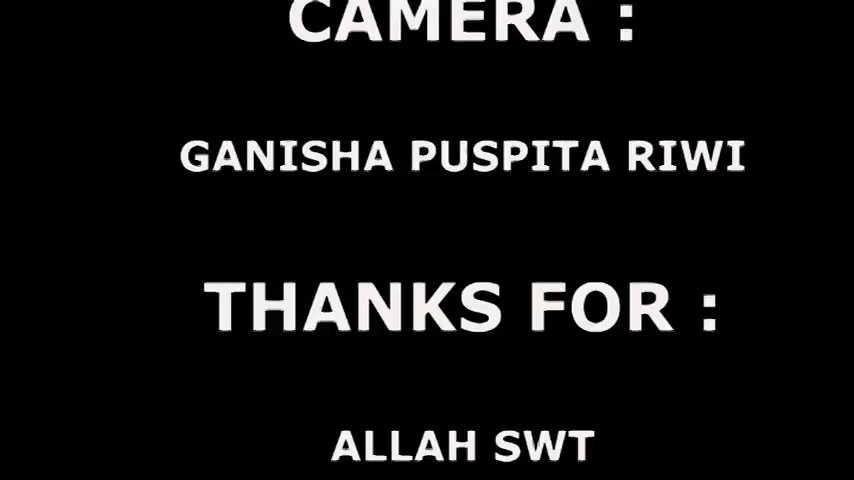 CAMERA :
GANISHA PUSPITA RIWI
THANKS FOR :
ALLAH SWT